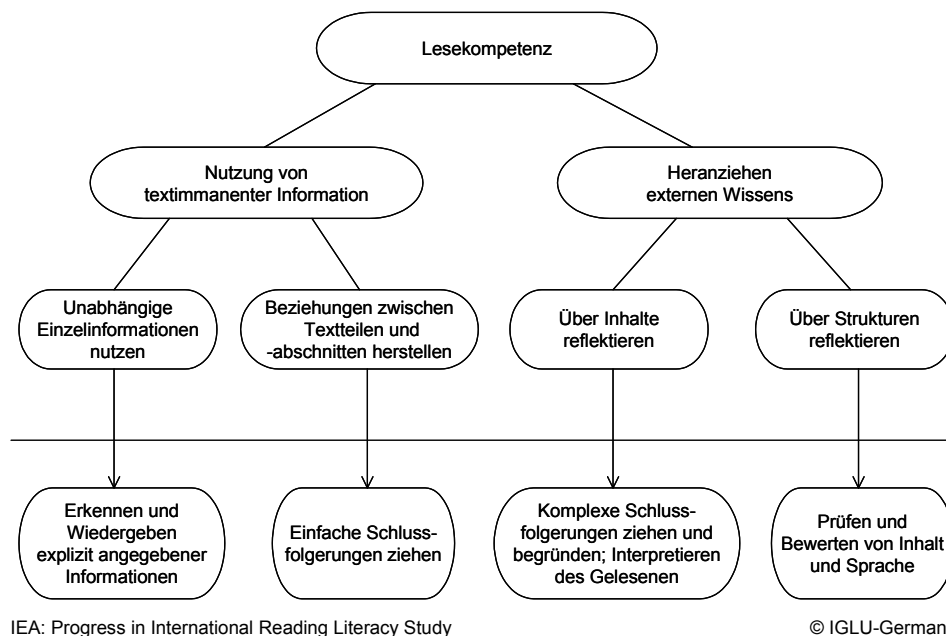 Lesekompetenz
Nutzung von
textimmanenter Information
Heranziehen
externen Wissens
Unabhängige
Einzelinformationen
nutzen
Beziehungen zwischen
Textteilen und
-abschnitten herstellen
Über Inhalte
reflektieren
Über Strukturen
reflektieren
Erkennen und
Wiedergeben
explizit angegebener
Informationen
Einfache Schluss-
folgerungen ziehen
Komplexe Schluss-
folgerungen ziehen und
begründen; Interpretieren
des Gelesenen
Prüfen und
Bewerten von Inhalt
und Sprache
IEA: Progress in International Reading Literacy Study
© IGLU-German